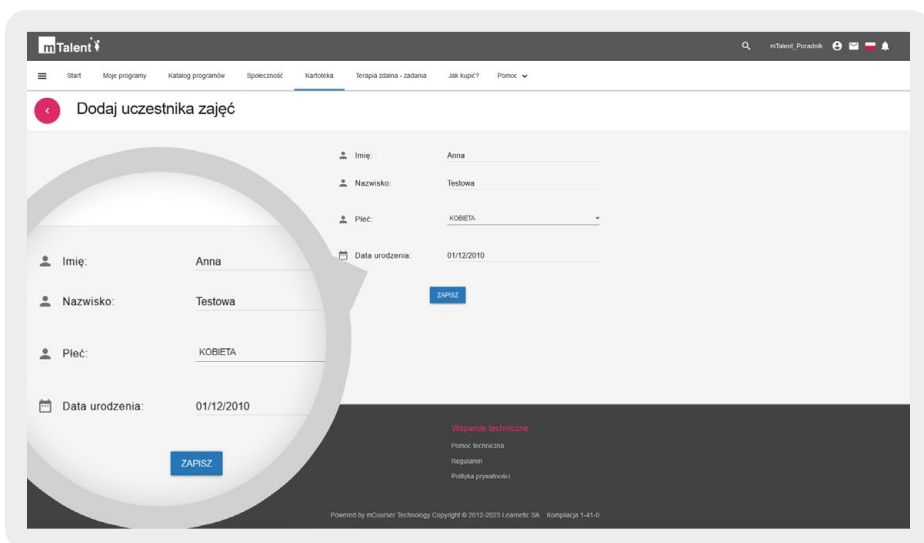 mTalent
mTalent_Poradnik
Start Moje programy Katalog programów Społeczność Kartoteka Terapia zdalna - zadania Jak kupić? Pomoc
Dodaj uczestnika zajęć
Imię: Anna
Nazwisko: Testowa
Płeć: KOBIETA
Data urodzenia: 01/12/2010
ZAPISZ
Imię: Anna
Nazwisko: Testowa
Płeć: KOBIETA
Data urodzenia: 01/12/2010
ZAPISZ
Wsparcie techniczne
Pomoc techniczna
Regulamin
Polityka prywatności
Powered by mCourser Technology Copyright © 2012-2023 Learnetic SA Kompilacja 1-41-0